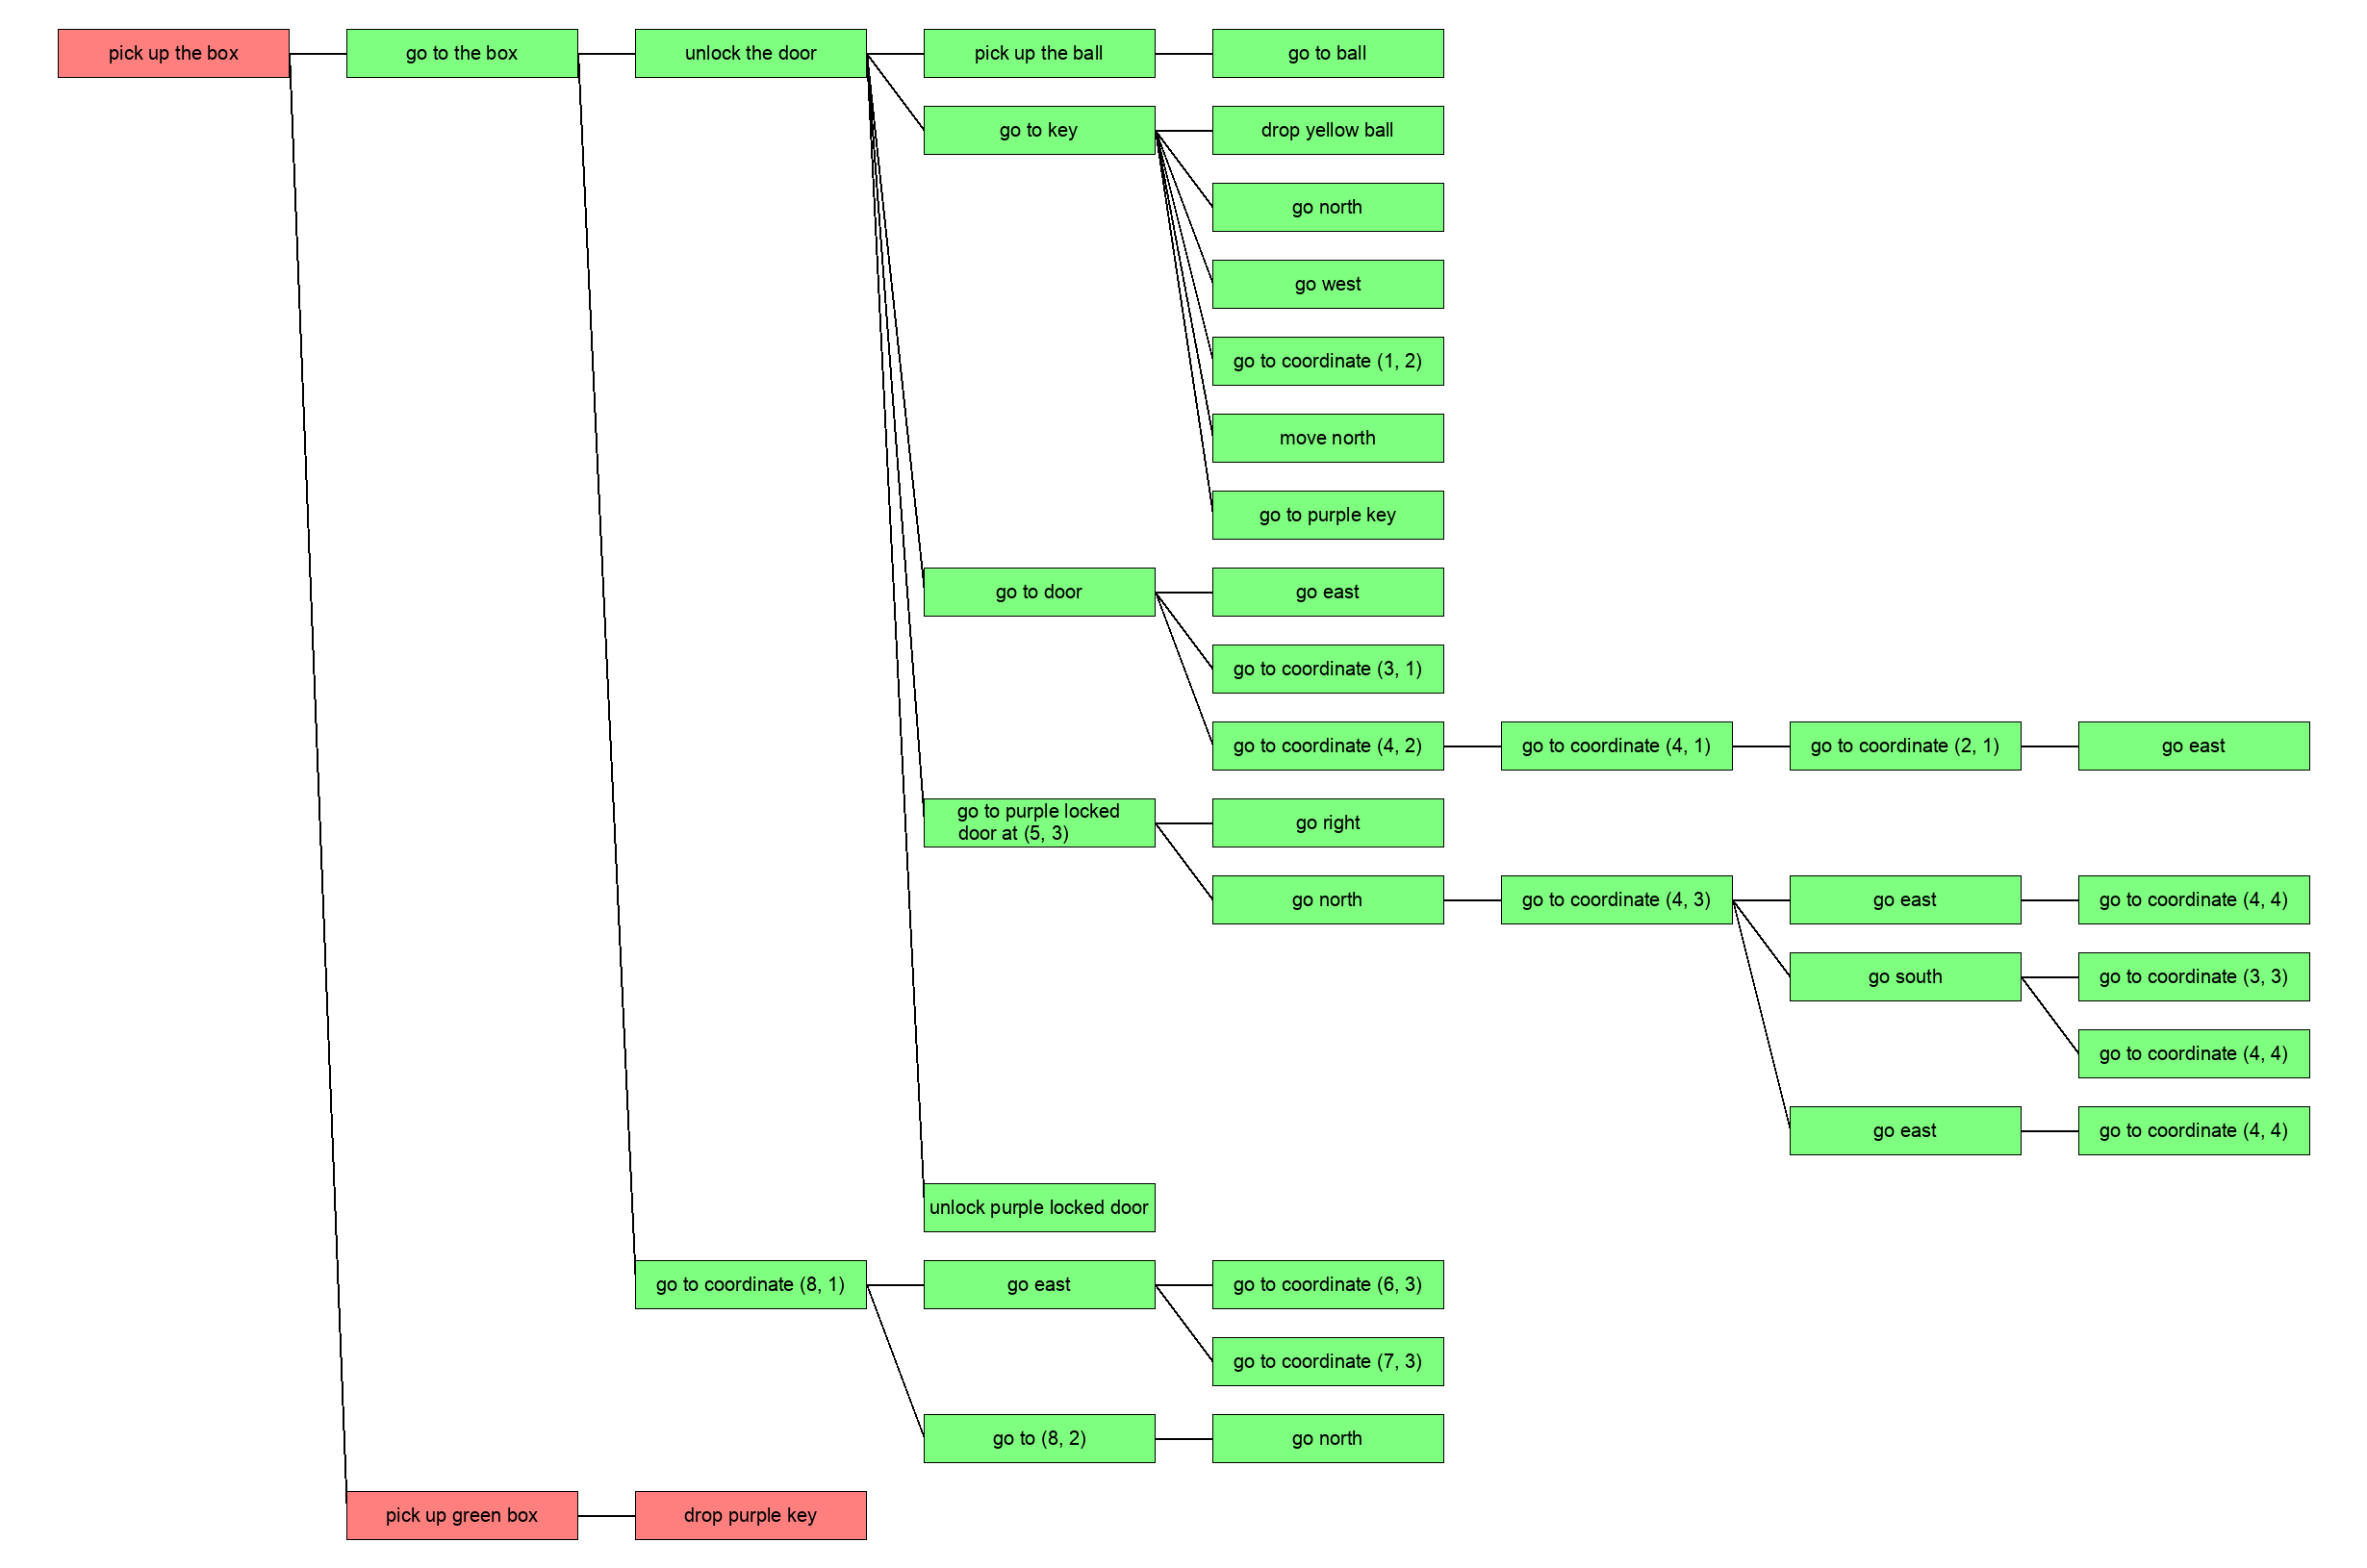 pick up the box
go to the box
unlock the door
pick up the ball
go to ball
go to key
drop yellow ball
go north
go west
go to coordinate (1, 2)
move north
go to purple key
go to door
go east
go to coordinate (3, 1)
go to coordinate (4, 2)
go to coordinate (4, 1)
go to coordinate (2, 1)
go east
go to purple locked
door at (5, 3)
go right
go north
go to coordinate (4, 3)
go east
go to coordinate (4, 4)
go south
go to coordinate (3, 3)
go to coordinate (4, 4)
go east
go to coordinate (4, 4)
unlock purple locked door
go to coordinate (8, 1)
go east
go to coordinate (6, 3)
go to coordinate (7, 3)
go to (8, 2)
go north
pick up green box
drop purple key